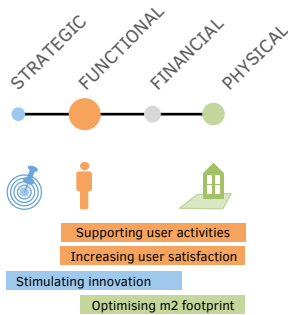 STRATEGIC
FUNCTIONAL
FINANCIAL
PHYSICAL
Supporting user activities
Increasing user satisfaction
Stimulating innovation
Optimising m2 footprint